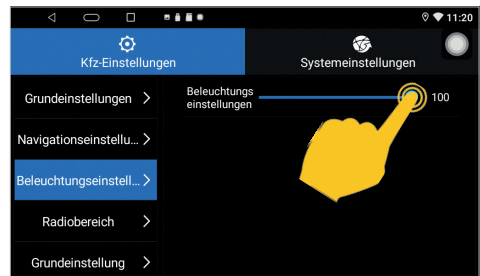 11:20
Kfz-Einstellungen
Systemeinstellungen
Grundeinstellungen
Navigationseinstellu...
Beleuchtungseinstell...
Radiobereich
Grundeinstellung
Beleuchtungs
einstellungen
100